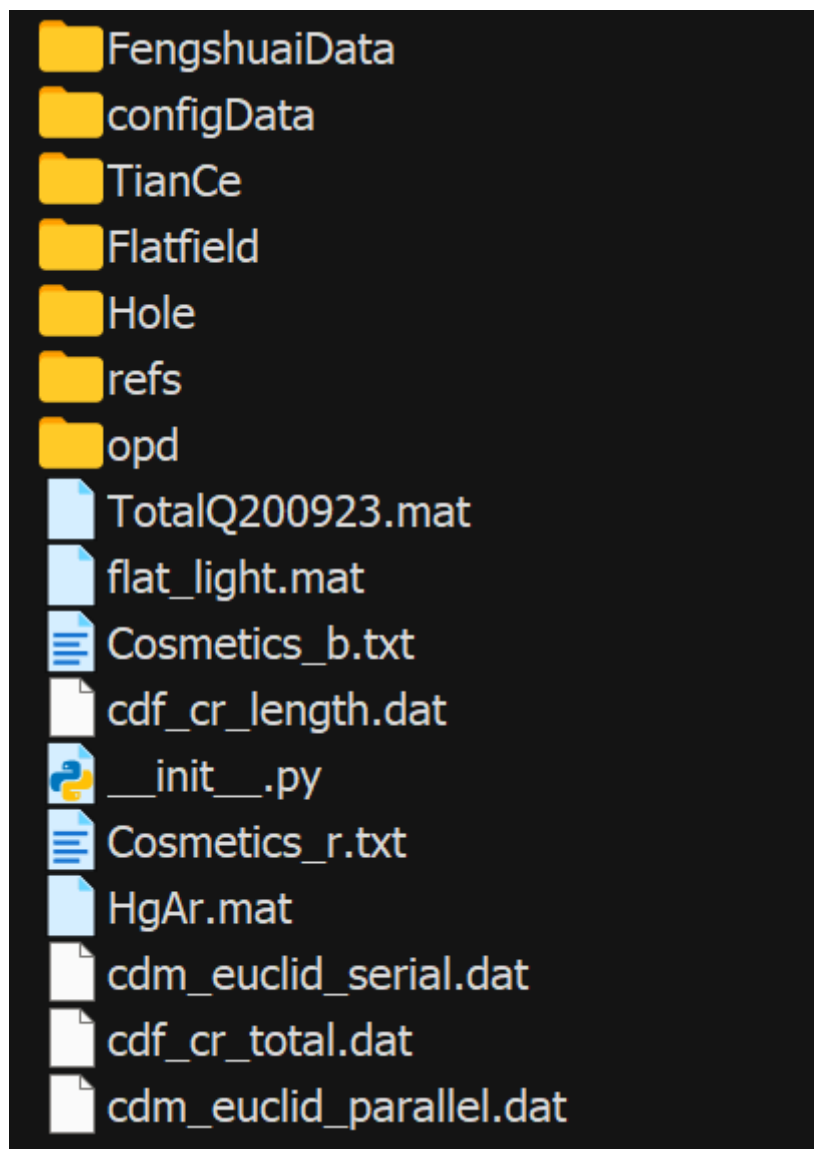 FengshuaiData
configData
TianCe
Flatfield
Hole
refs
opd
TotalQ200923.mat
flat_light.mat
Cosmetics_b.txt
cdf_cr_length.dat
__init__.py
Cosmetics_r.txt
HgAr.mat
cdm_euclid_serial.dat
cdf_cr_total.dat
cdm_euclid_parallel.dat